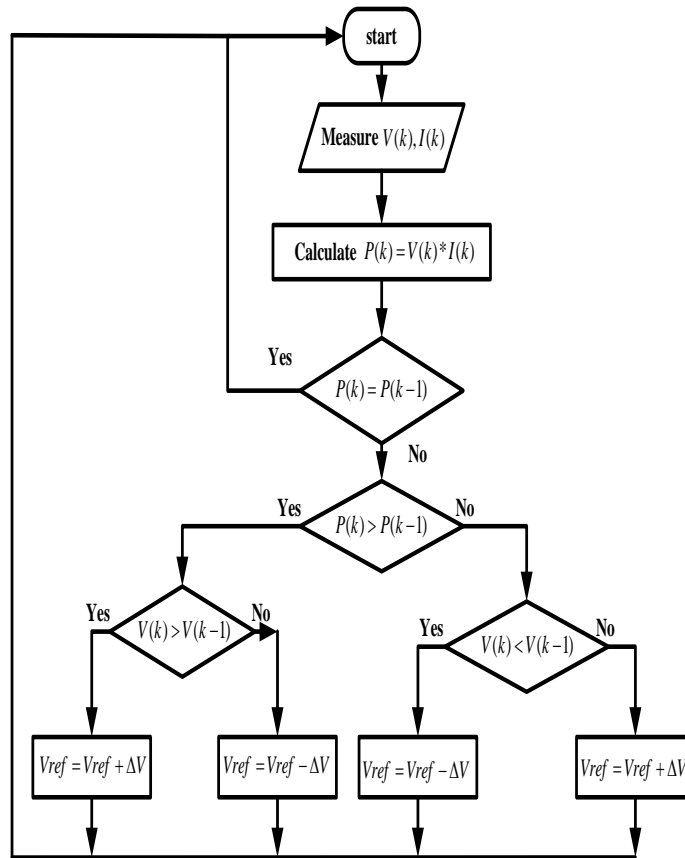 start
Measure V(k),I(k)
Calculate P(k)=V(k)*I(k)
Yes
P(k)=P(k−1)
No
Yes
P(k)>P(k−1)
No
Yes
V(k)>V(k−1)
No
Yes
V(k)<V(k−1)
No
Vref=Vref+ΔV
Vref=Vref−ΔV
Vref=Vref−ΔV
Vref=Vref+ΔV